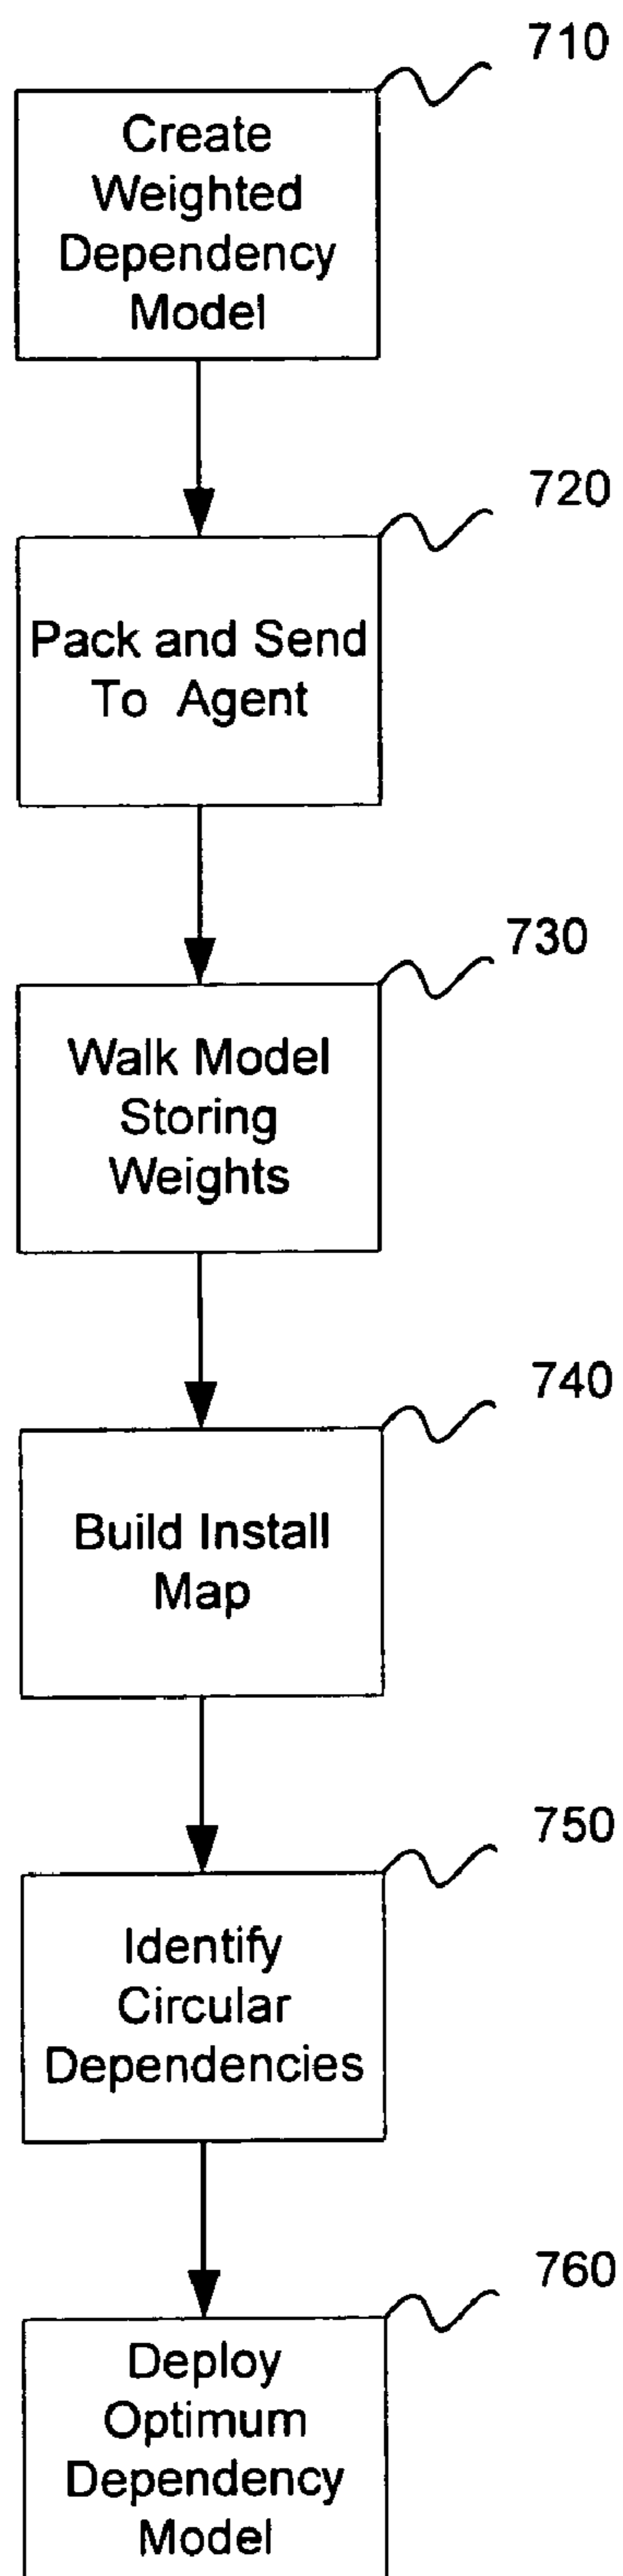 710
Create
Weighted
Dependency
Model
720
Pack and Send
To Agent
730
Walk Model
Storing
Weights
740
Build Install
Map
750
Identify
Circular
Dependencies
760
Deploy
Optimum
Dependency
Model